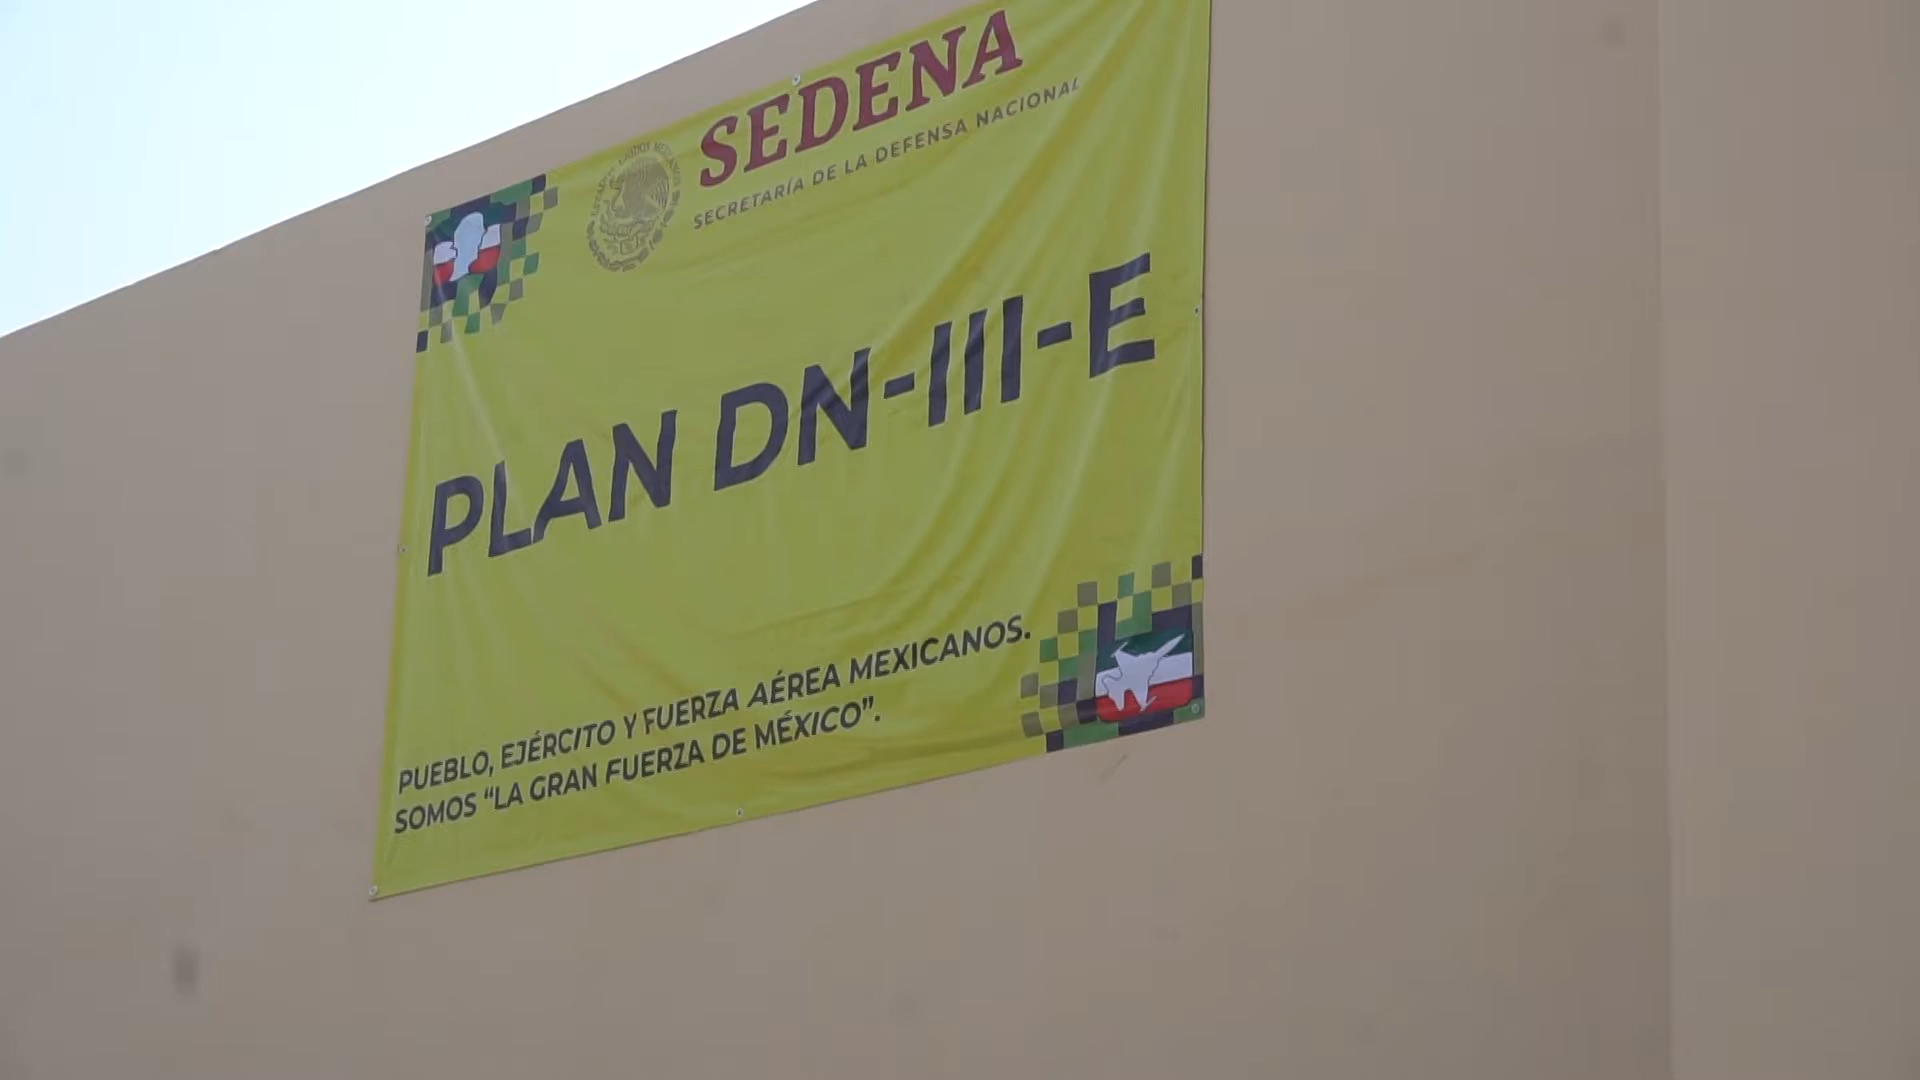 SEDENA
SECRETARÍA DE LA DEFENSA NACIONAL
PLAN DN-III-E
PUEBLO, EJÉRCITO Y FUERZA AÉREA MEXICANOS.
SOMOS “LA GRAN FUERZA DE MÉXICO”.